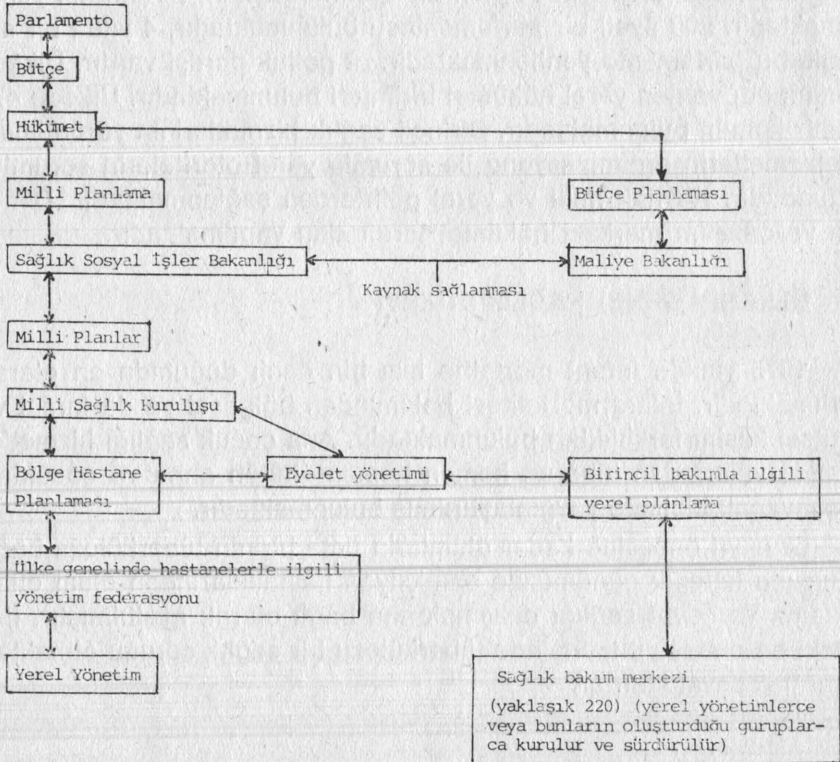 Parlamento
Bütçe
Hükümet
Milli Planlama
Bütçe Planlaması
Sağlık Sosyal İşler Bakanlığı
Maliye Bakanlığı
Kaynak sağlanması
Milli Planlar
Milli Sağlık Kuruluşu
Bölge Hastane
Planlaması
Eyalet yönetimi
Birincil bakımla ilgili
yerel planlama
Ülke genelinde hastanelerle ilgili
yönetim federasyonu
Yerel Yönetim
Sağlık bakım merkezi
(yaklaşık 220) (yerel yönetimlerce
veya bunların oluşturduğu guruplar-
ca kurulur ve sürdürülür)